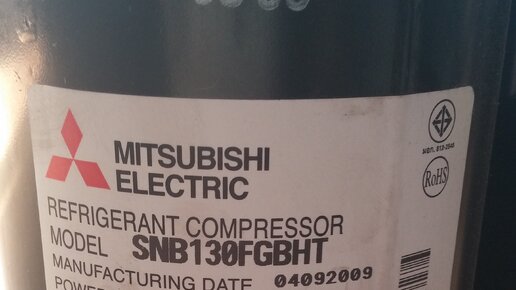 MITSUBISHI
ELECTRIC
REFRIGERANT COMPRESSOR
MODEL SNB130FGBHT
MANUFACTURING DATE 04092009
RoHS